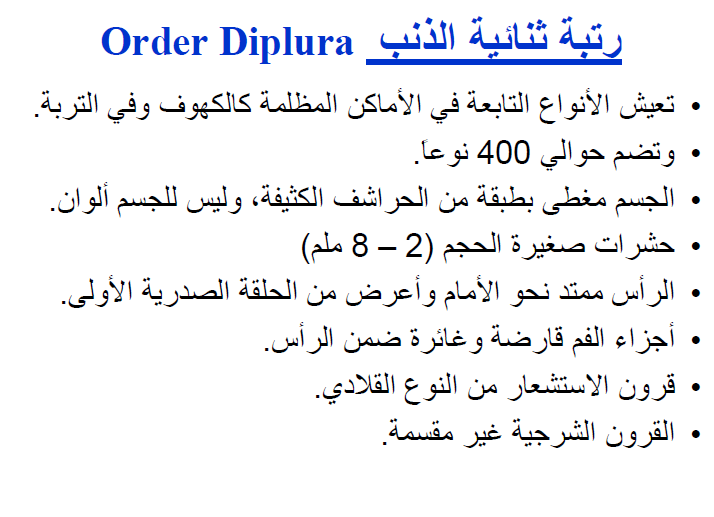 رتبة ثنائية الذنب Order Diplura
• تعيش الأنواع التابعة في الأماكن المظلمة كالكهوف وفي التربة.
• وتضم حوالي 400 نوعاً.
• الجسم مغطى بطبقة من الحراشف الكثيفة، وليس للجسم ألوان.
• حشرات صغيرة الحجم (2 – 8 ملم)
• الرأس ممتد نحو الأمام وأعرض من الحلقة الصدرية الأولى.
• أجزاء الفم قارضة وغائرة ضمن الرأس.
• قرون الاستشعار من النوع القلادي.
• القرون الشرجية غير مقسمة.